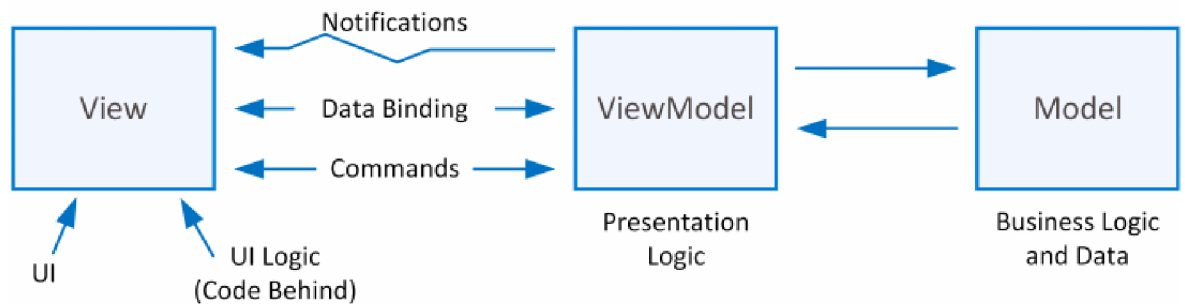 Notifications
View
Data Binding
Commands
ViewModel
Model
UI
UI Logic
(Code Behind)
Presentation
Logic
Business Logic
and Data